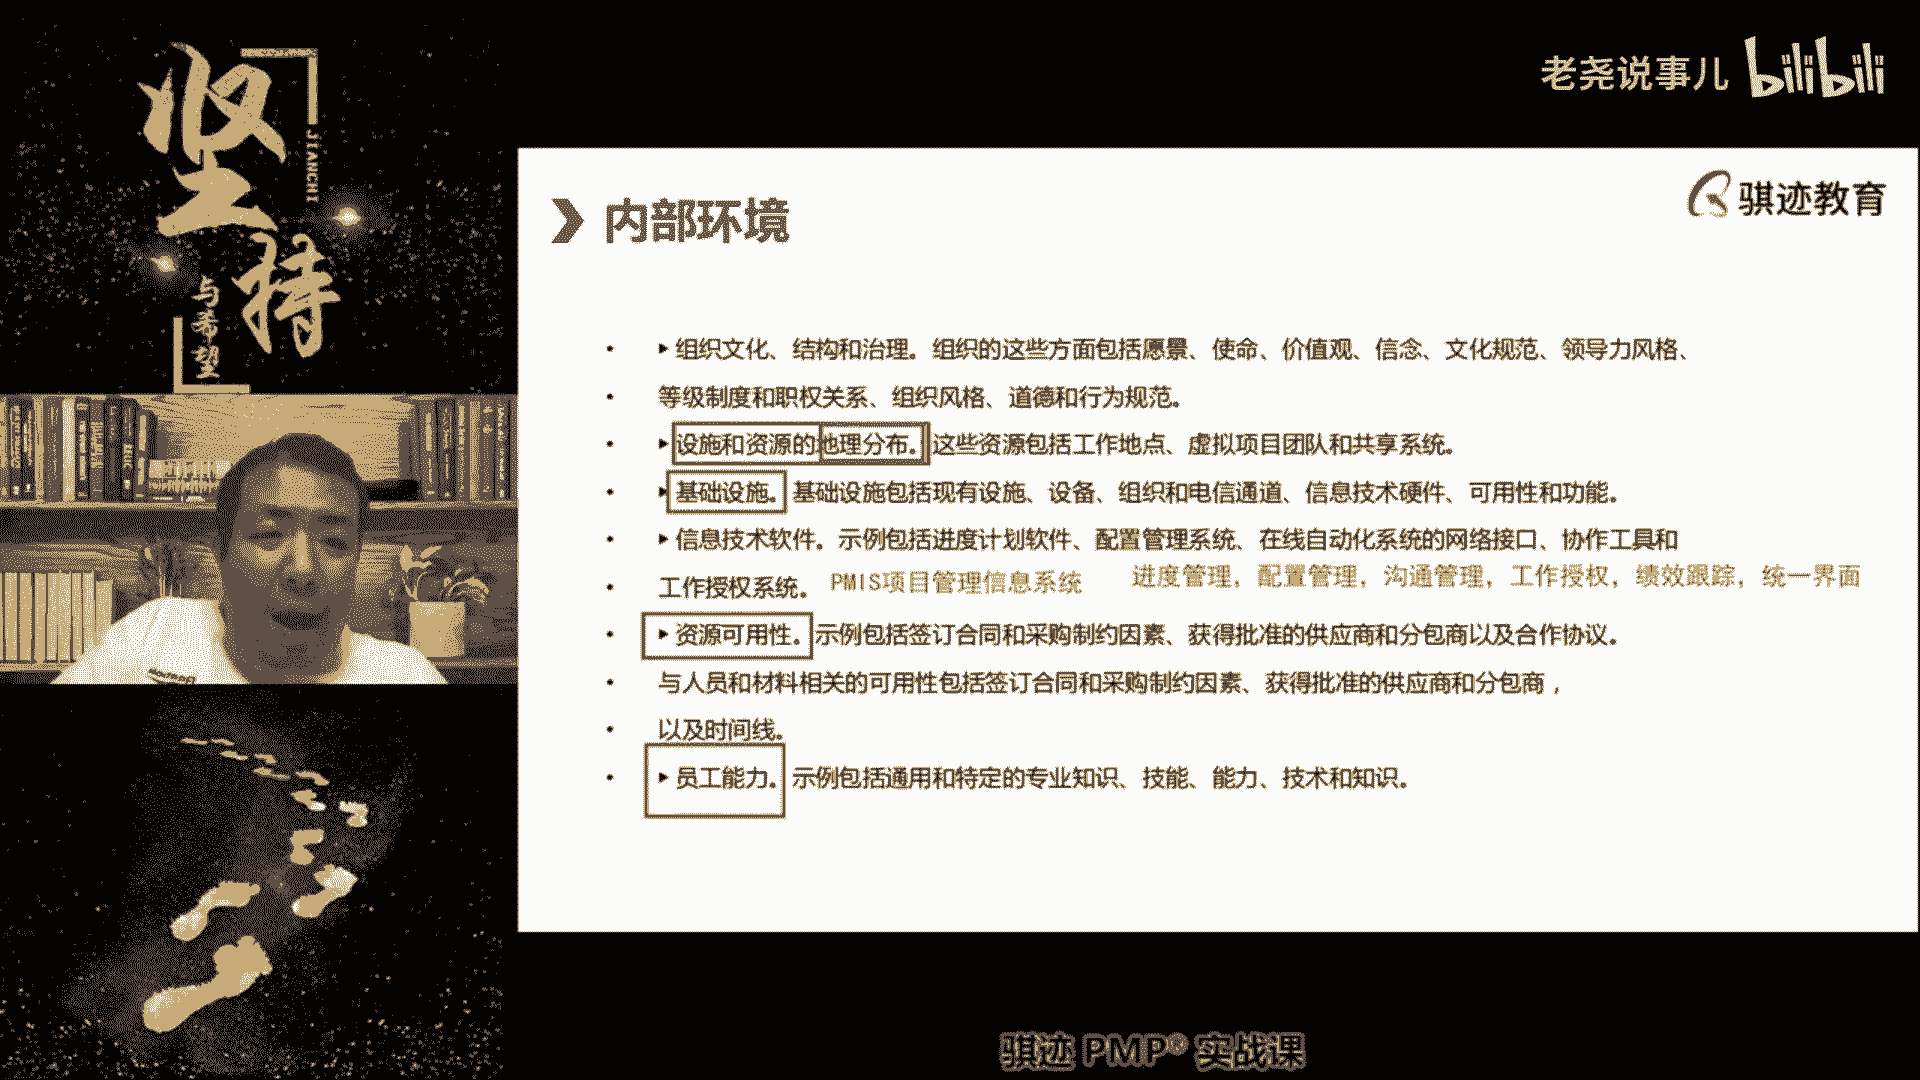 坚持
JIANCHI
与希望
老尧说事儿 bilibili
骐迹教育
内部环境
组织文化、结构和治理。组织的这些方面包括愿景、使命、价值观、信念、文化规范、领导力风格、
等级制度和职权关系、组织风格、道德和行为规范。
设施和资源的地理分布。这些资源包括工作地点、虚拟项目团队和共享系统。
基础设施。基础设施包括现有设施、设备、组织和电信通道、信息技术硬件、可用性和功能。
信息技术软件。示例包括进度计划软件、配置管理系统、在线自动化系统的网络接口、协作工具和
工作授权系统。 PMIS项目管理信息系统 进度管理，配置管理，沟通管理，工作授权，绩效跟踪，统一界面
资源可用性。示例包括签订合同和采购制约因素、获得批准的供应商和分包商以及合作协议。
与人员和材料相关的可用性包括签订合同和采购制约因素、获得批准的供应商和分包商，
以及时间线。
员工能力。示例包括通用和特定的专业知识、技能、能力、技术和知识。
骐迹 PMP® 实战课